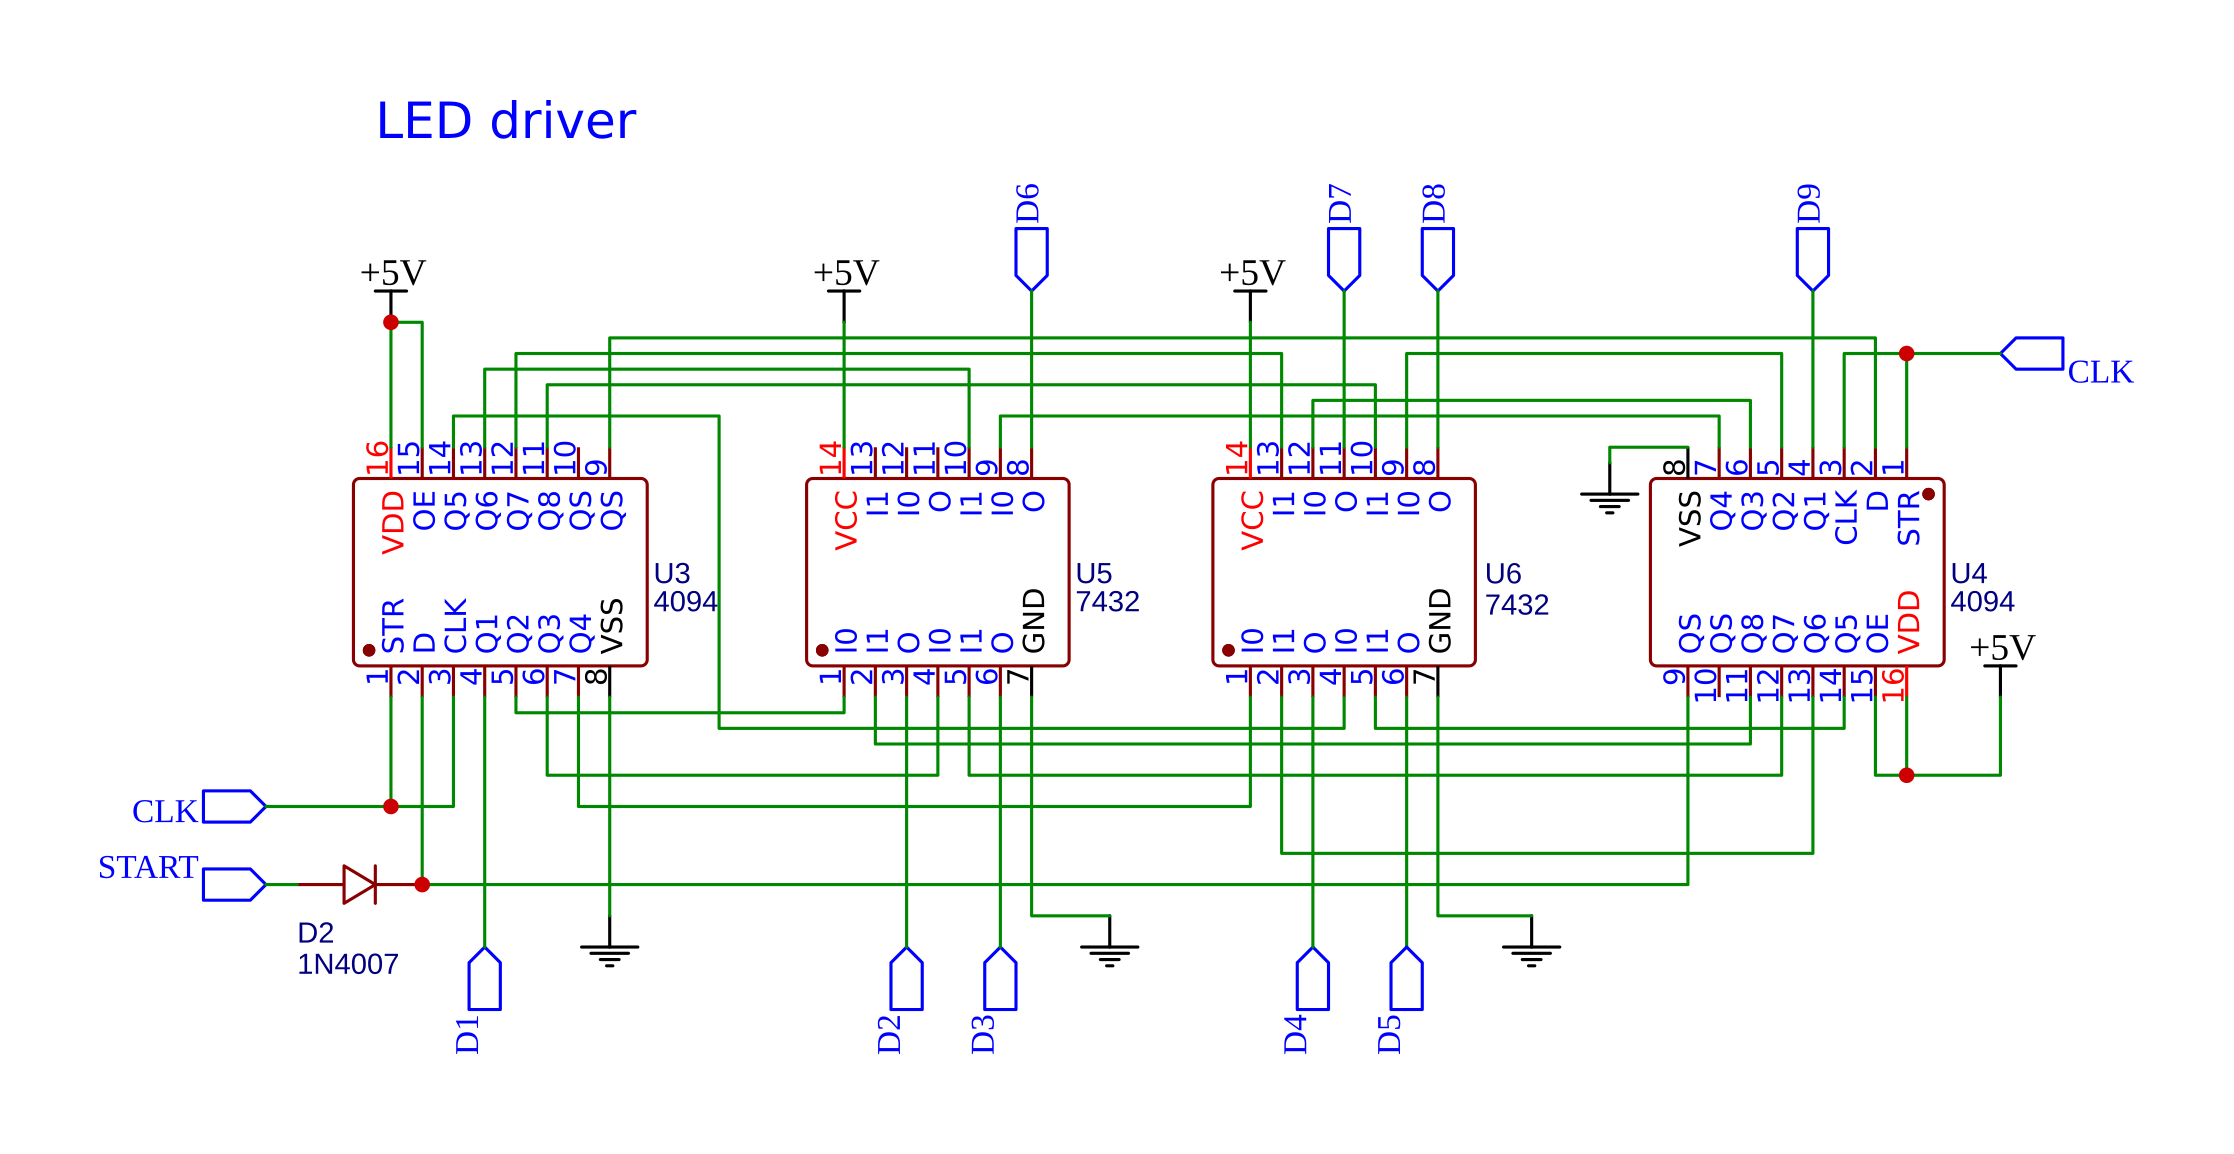 LED driver
D6
D7
D8
D9
+5V
+5V
+5V
CLK
16 15 14 13 12 11 10 9
14 13 12 11 10 9 8
14 13 12 11 10 9 8
8 7 6 5 4 3 2 1
VDD OE Q5 Q6 Q7 Q8 QS QS
VCC I1 I0 O I1 I0 O
VCC I1 I0 O I1 I0 O
VSS Q4 Q3 Q2 Q1 CLK D STR
U3
4094
U5
7432
U6
7432
U4
4094
STR D CLK Q1 Q2 Q3 Q4 VSS
I0 I1 O I0 I1 O GND
I0 I1 O I0 I1 O GND
QS QS Q8 Q7 Q6 Q5 OE VDD
+5V
1 2 3 4 5 6 7 8
1 2 3 4 5 6 7
1 2 3 4 5 6 7
9 10 11 12 13 14 15 16
CLK
START
D2
1N4007
D1
D2
D3
D4
D5